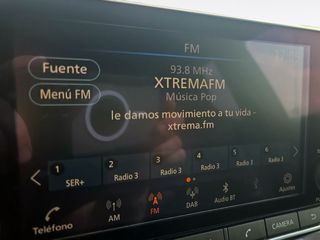 FM
Fuente
93.8 MHz
XTREMAFM
Menú FM
Música Pop
le damos movimiento a tu vida -
xtrema.fm
1 SER+
2 Radio 3
3 Radio 3
4 Radio 3
5 Radio 3
6 Radio 3
Teléfono
AM
FM
DAB
Audio BT
Ajustes
CAMERA